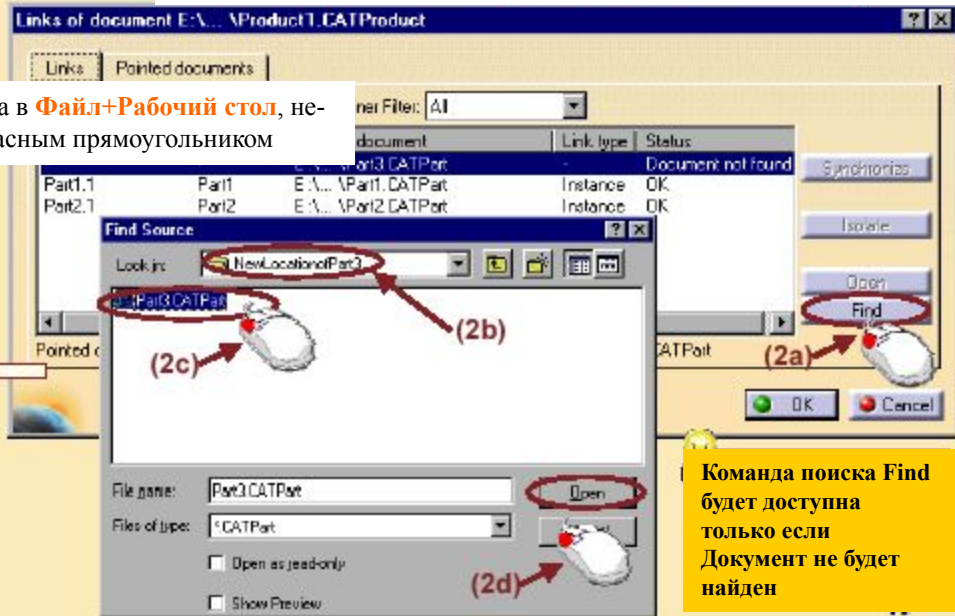 Links of document E:\... \Product1.CATProduct
Links Pointed documents
а в Файл+Рабочий стол, не-
асным прямоугольником
ner Filter: All
document Link type Status
E:\... \Part3.CATPart - Document not found
Part1.1 Part1 E:\... \Part1.CATPart Instance OK
Part2.1 Part2 E:\... \Part2.CATPart Instance OK
Synchronize
Isolate
Open
Find
(2a)
Pointed
CATPart
OK Cancel
Find Source
Look in: NewLocationofPart3
Part3.CATPart
(2b)
(2c)
File name: Part3.CATPart Open
Files of type: *.CATPart
Open as read-only
(2d)
Show Preview
Команда поиска Find
будет доступна
только если
Документ не будет
найден